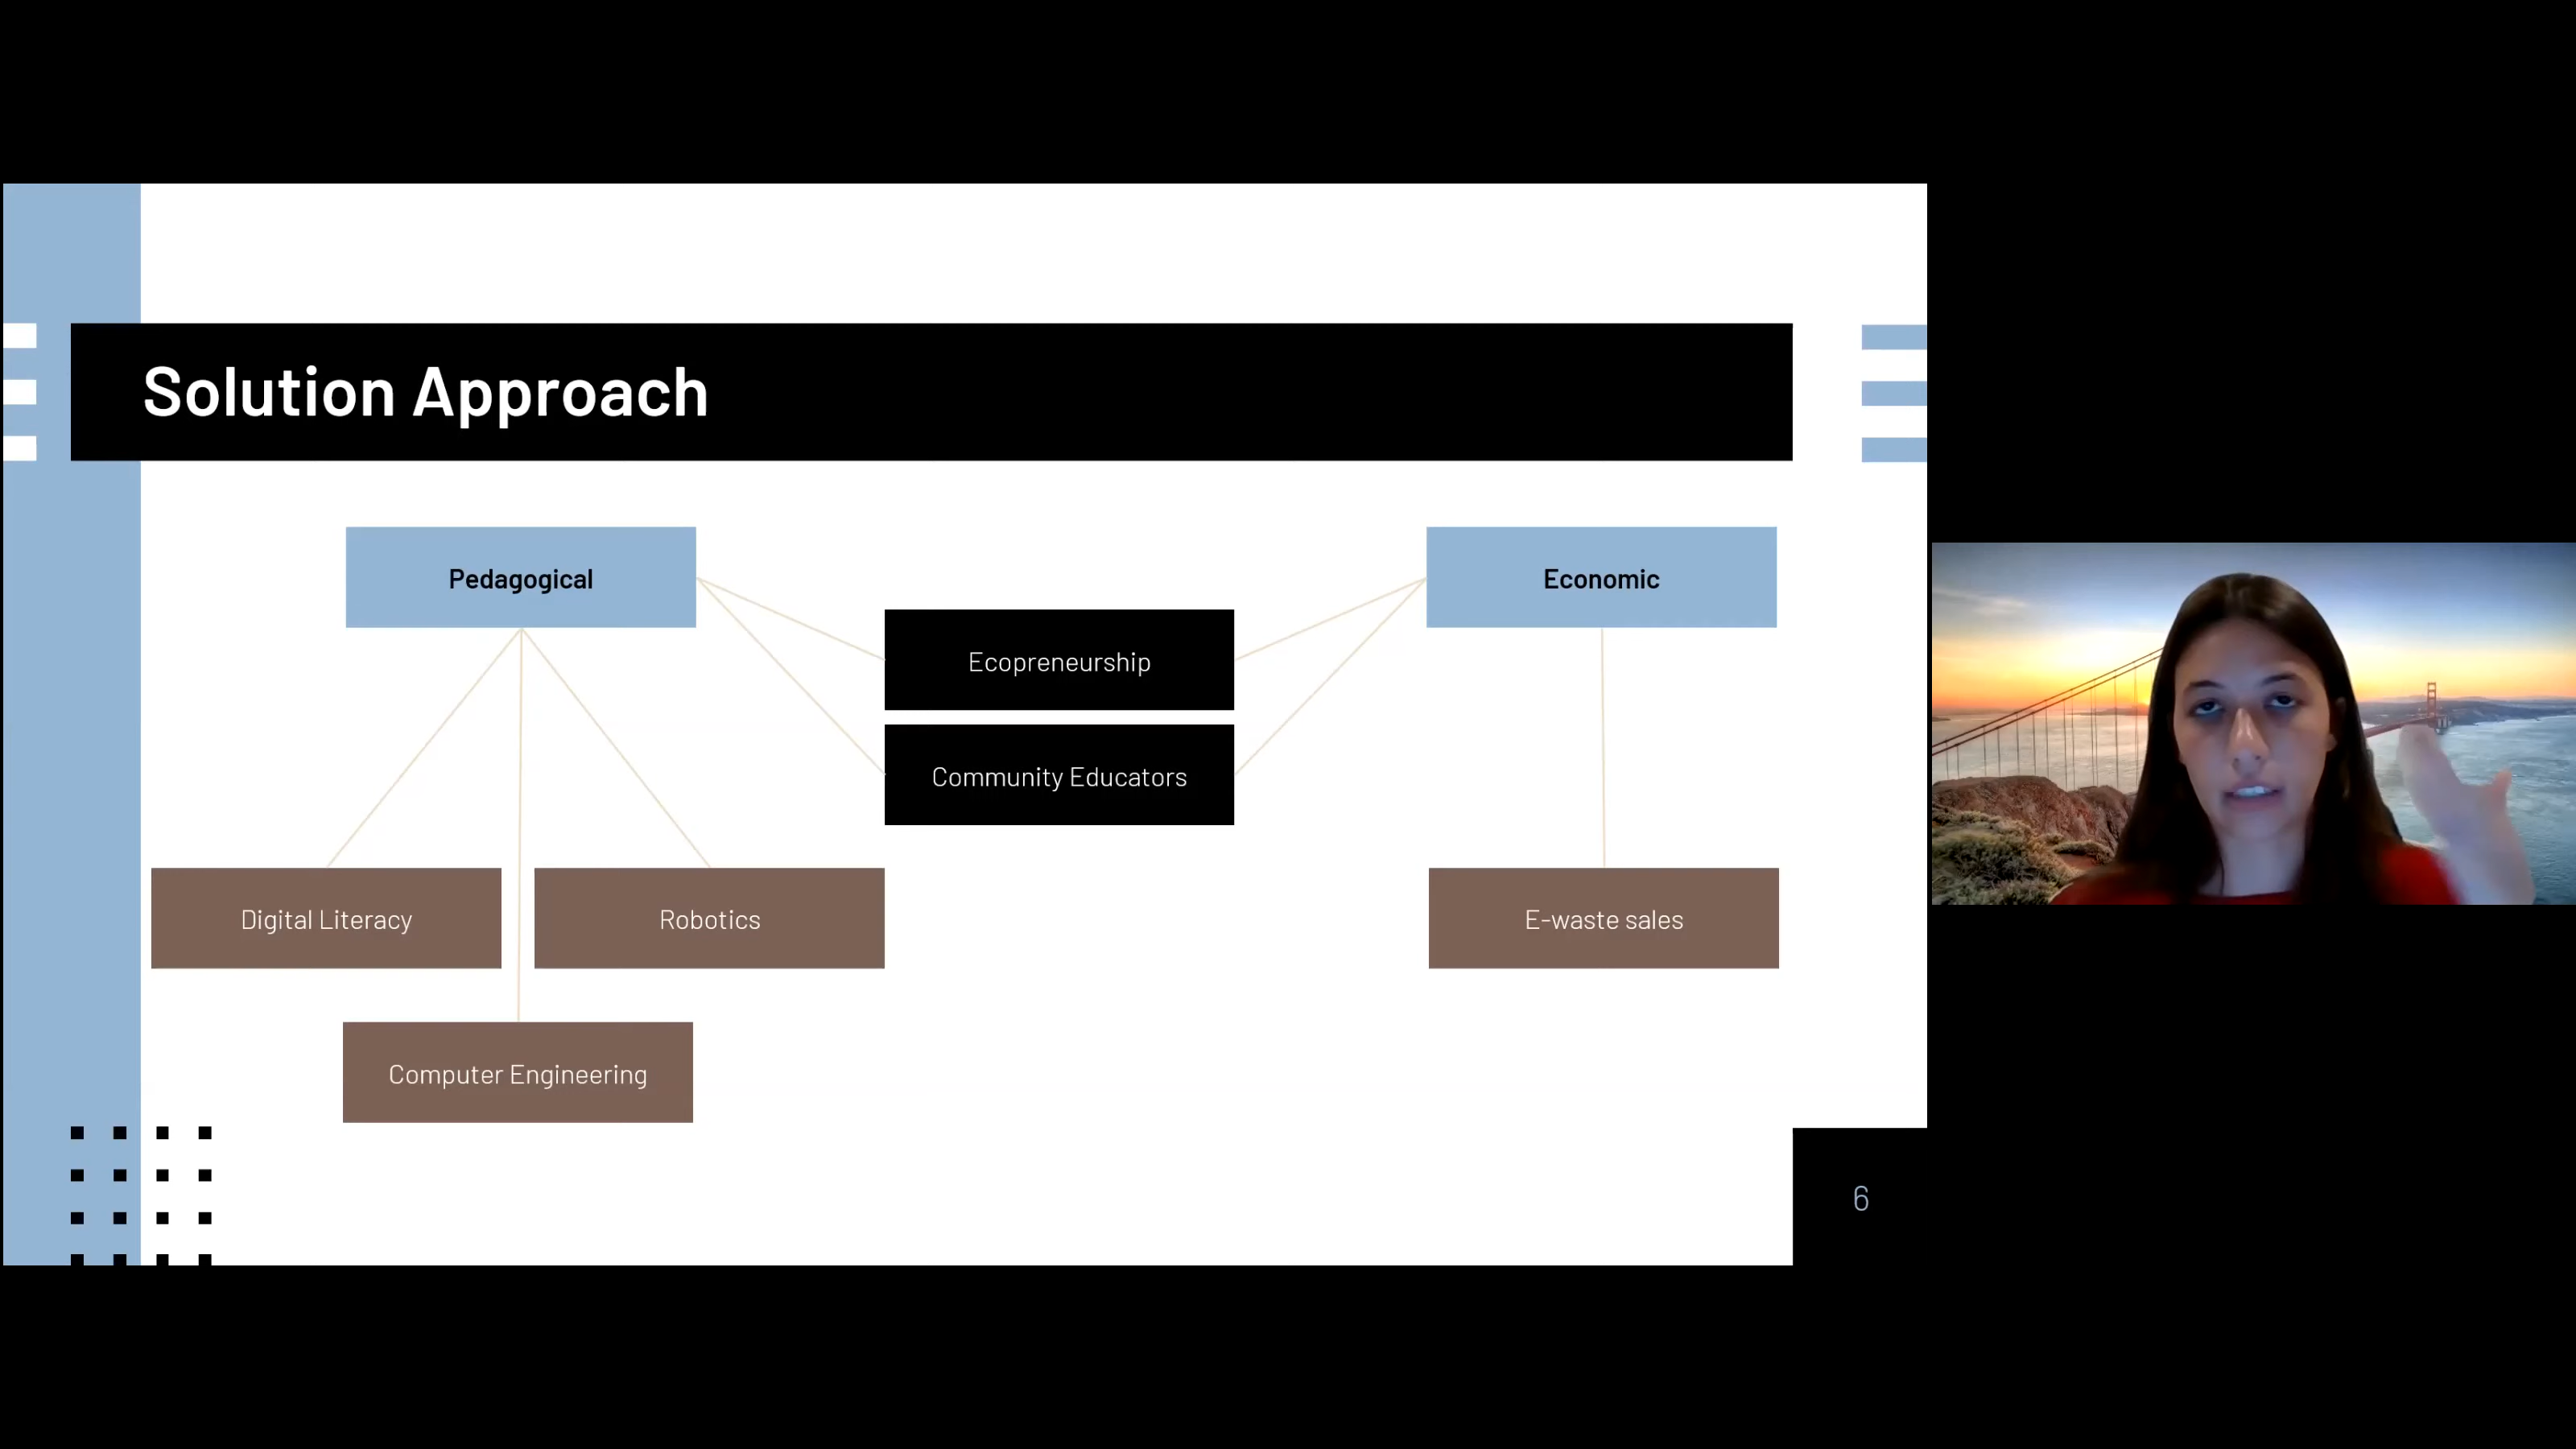 Solution Approach
Pedagogical
Economic
Ecopreneurship
Community Educators
Digital Literacy
Robotics
E-waste sales
Computer Engineering
6